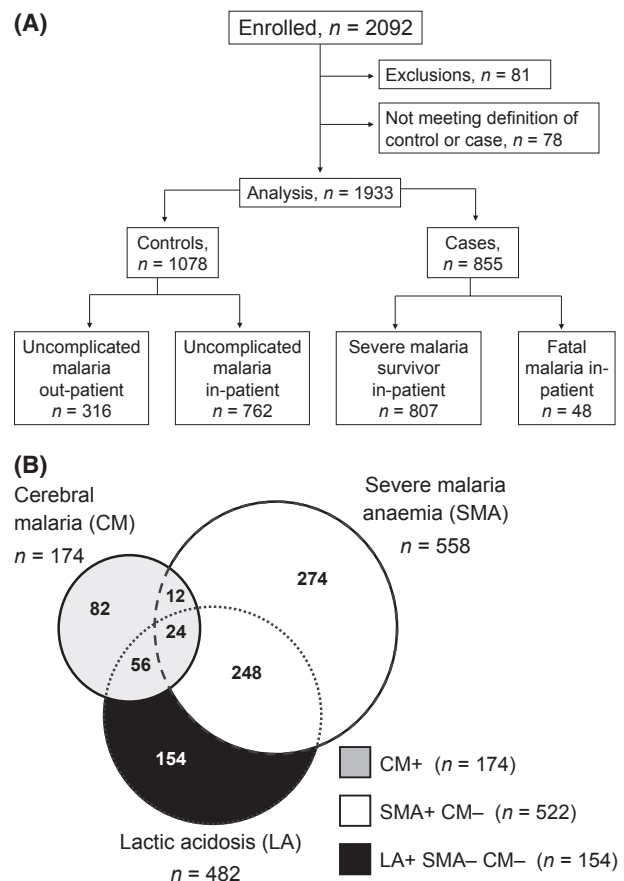 (A)
Enrolled, n = 2092
Exclusions, n = 81
Not meeting definition of
control or case, n = 78
Analysis, n = 1933
Controls,
n = 1078
Cases,
n = 855
Uncomplicated
malaria
out-patient
n = 316
Uncomplicated
malaria
in-patient
n = 762
Severe malaria
survivor
in-patient
n = 807
Fatal
malaria in-
patient
n = 48
(B)
Cerebral
malaria (CM)
n = 174
Severe malaria
anaemia (SMA)
n = 558
82
12
274
24
56
248
154
Lactic acidosis (LA)
n = 482
CM+ (n = 174)
SMA+ CM– (n = 522)
LA+ SMA– CM– (n = 154)